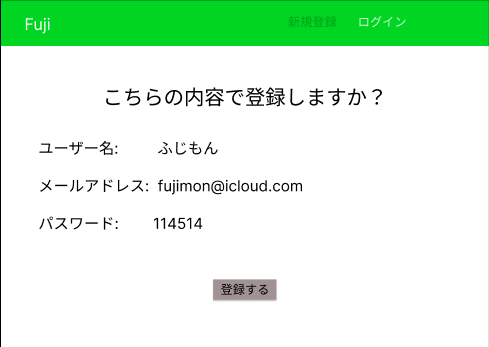 Fuji 新規登録 ログイン
こちらの内容で登録しますか？
ユーザー名: ふじもん
メールアドレス: fujimon@icloud.com
パスワード: 114514
登録する